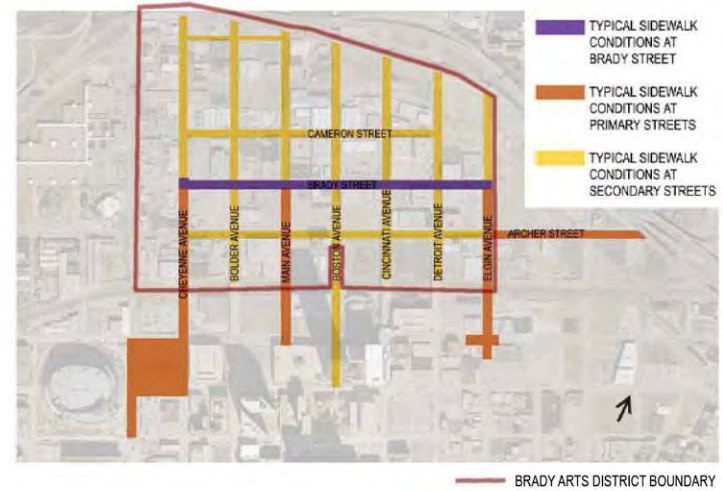 TYPICAL SIDEWALK
CONDITIONS AT
BRADY STREET
TYPICAL SIDEWALK
CONDITIONS AT
PRIMARY STREETS
TYPICAL SIDEWALK
CONDITIONS AT
SECONDARY STREETS
CAMERON STREET
BRADY STREET
ARCHER STREET
CHEYENNE AVENUE
BOLDER AVENUE
MAIN AVENUE
BOSTON AVENUE
CINCINNATI AVENUE
DETROIT AVENUE
ELGIN AVENUE
BRADY ARTS DISTRICT BOUNDARY